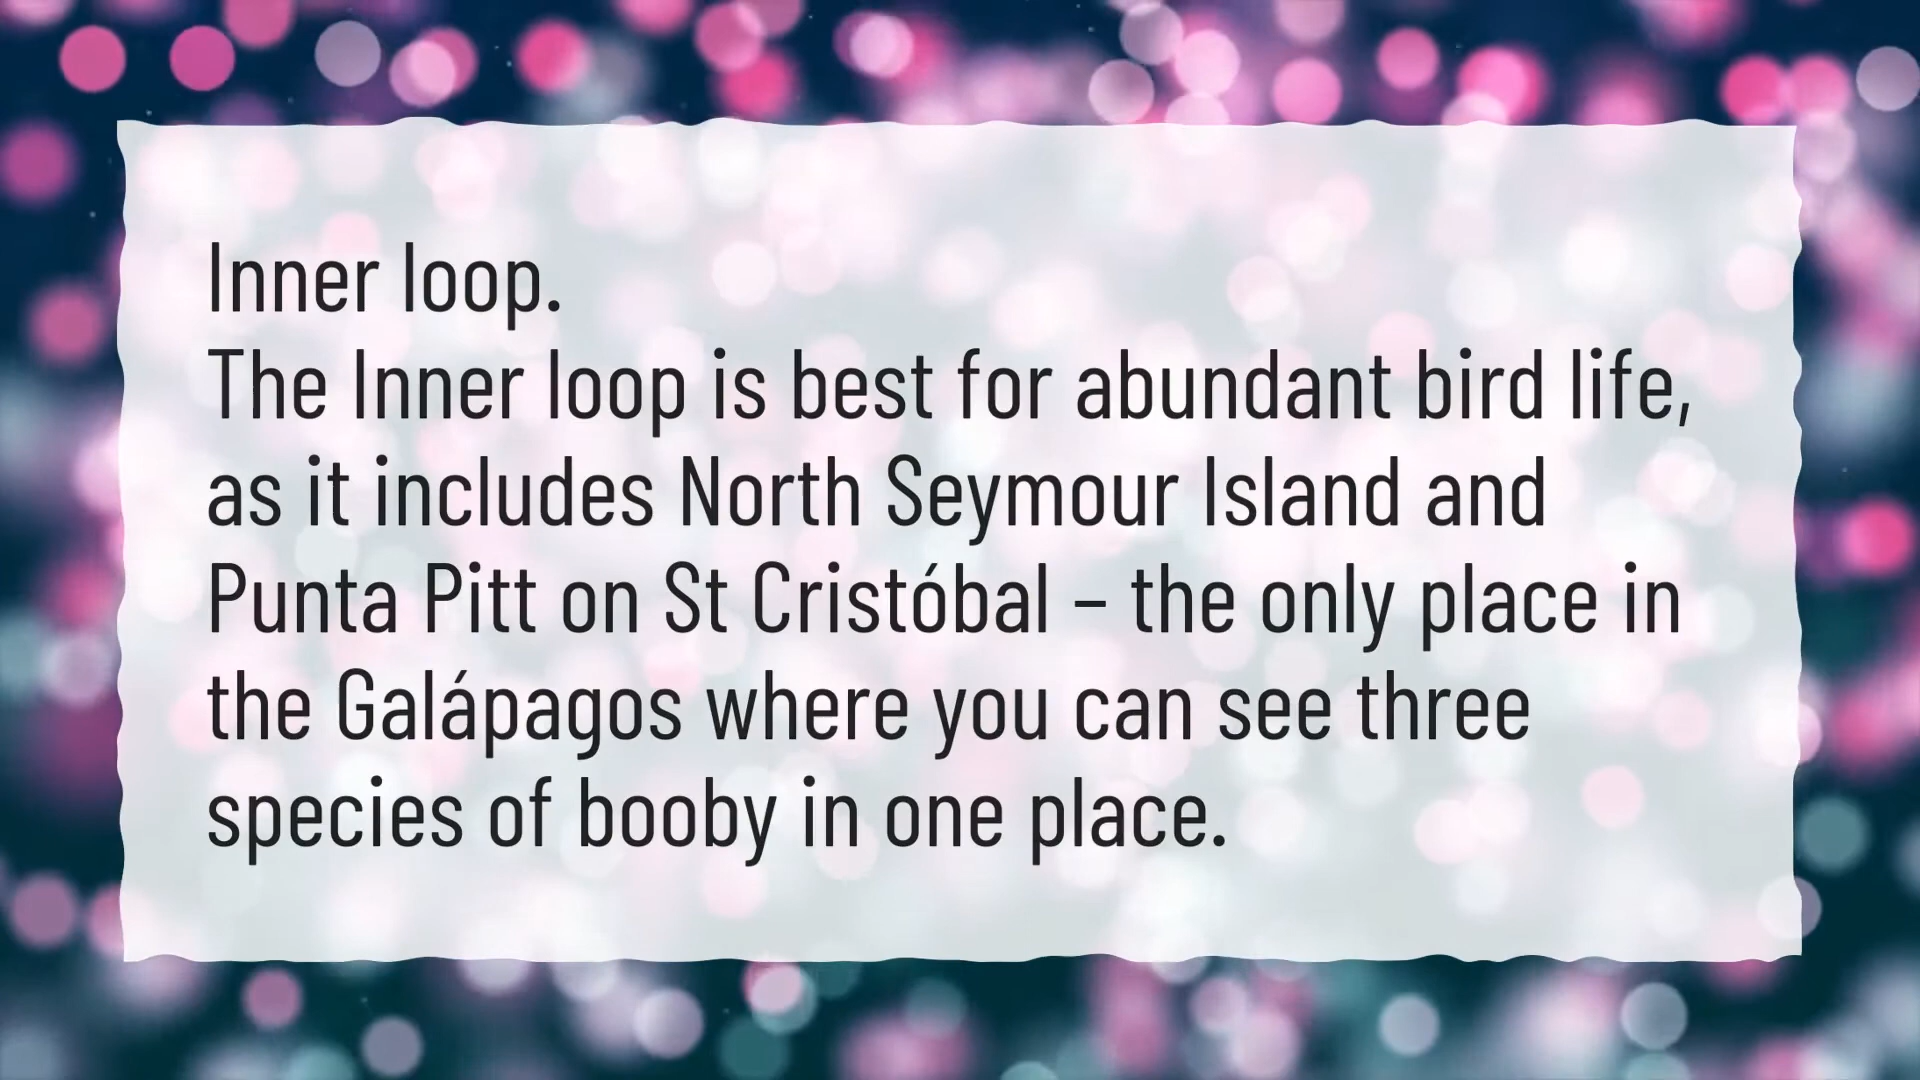 Inner loop.
The Inner loop is best for abundant bird life,
as it includes North Seymour Island and
Punta Pitt on St Cristóbal – the only place in
the Galápagos where you can see three
species of booby in one place.